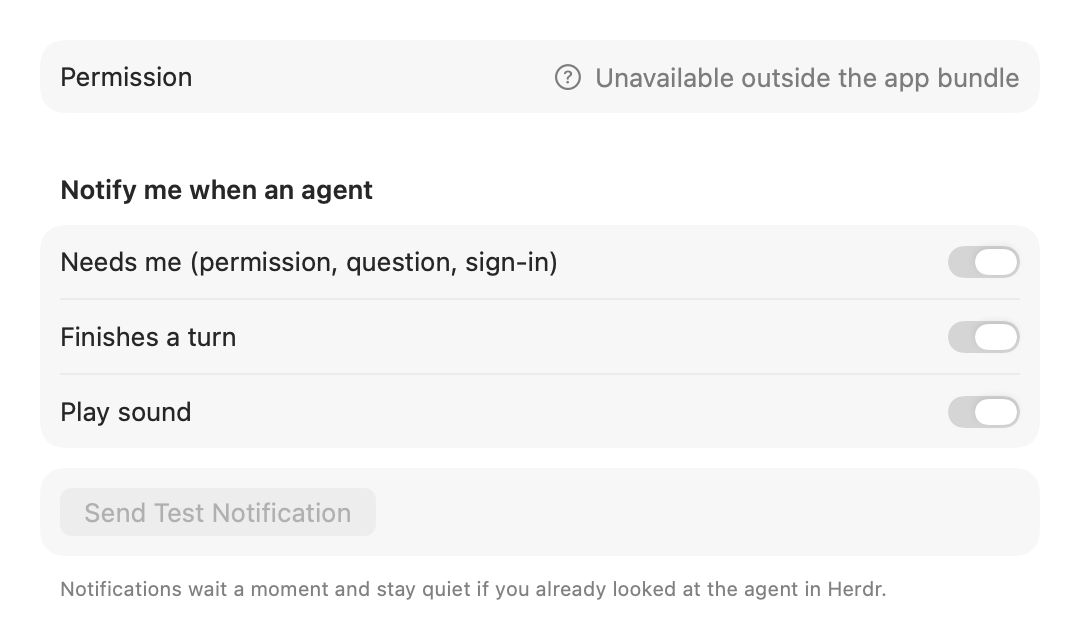 Permission
Unavailable outside the app bundle
Notify me when an agent
Needs me (permission, question, sign-in)
Finishes a turn
Play sound
Send Test Notification
Notifications wait a moment and stay quiet if you already looked at the agent in Herdr.